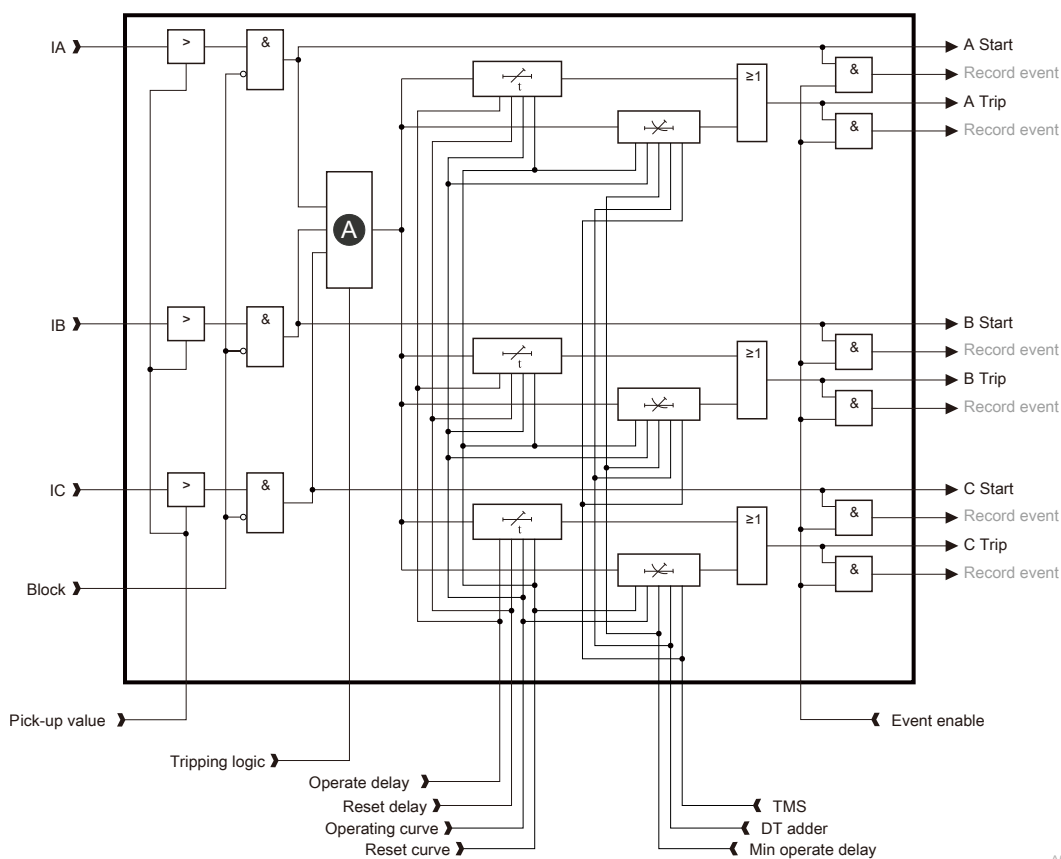 IA
>
&
A Start
&
Record event
t
≥1
A Trip
&
Record event
A
IB
>
&
B Start
&
Record event
t
≥1
B Trip
&
Record event
IC
>
&
C Start
&
Record event
t
≥1
C Trip
&
Record event
Block
Pick-up value
Event enable
Tripping logic
Operate delay
Reset delay
TMS
Operating curve
DT adder
Reset curve
Min operate delay